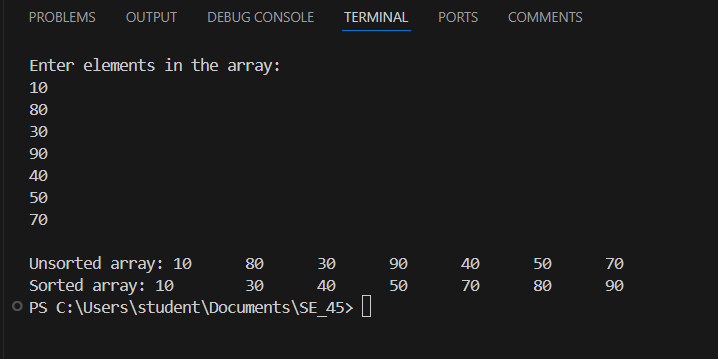 PROBLEMS OUTPUT DEBUG CONSOLE TERMINAL PORTS COMMENTS
Enter elements in the array:
10
80
30
90
40
50
70
Unsorted array: 10 80 30 90 40 50 70
Sorted array: 10 30 40 50 70 80 90
PS C:\Users\student\Documents\SE_45>